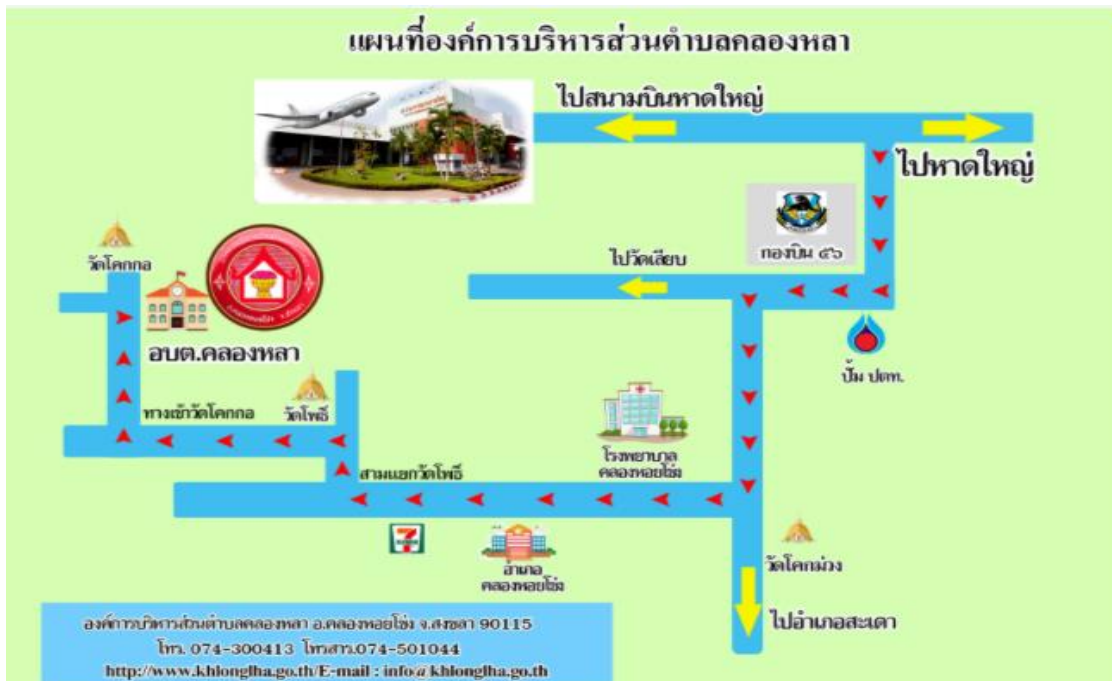 แผนที่องค์การบริหารส่วนตำบลคลองหลา
ไปสนามบินหาดใหญ่
ไปหาดใหญ่
กองบิน ๕๖
ไปวัดเลียบ
วัดโคกกอ
อบต.คลองหลา
ปั๊ม ปตท.
ทางเข้าวัดโคกกอ
วัดโพธิ์
โรงพยาบาล
คลองหอยโข่ง
สามแยกวัดโพธิ์
7
อำเภอ
คลองหอยโข่ง
วัดโคกม่วง
ไปอำเภอสะเดา
องค์การบริหารส่วนตำบลคลองหลา อ.คลองหอยโข่ง จ.สงขลา 90115
โทร. 074-300413 โทรสาร.074-501044
http://www.khlonglha.go.th/E-mail : info@khlonglha.go.th